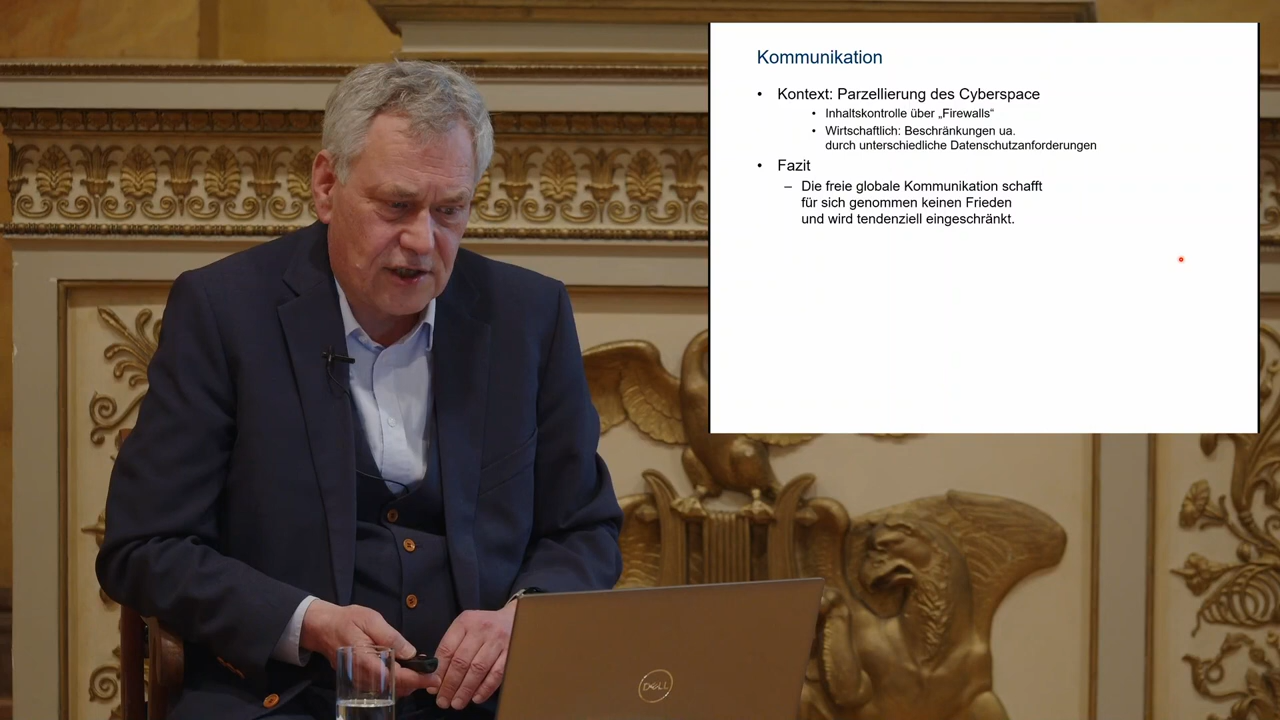 Kommunikation
• Kontext: Parzellierung des Cyberspace
• Inhaltskontrolle über „Firewalls“
• Wirtschaftlich: Beschränkungen ua.
durch unterschiedliche Datenschutzanforderungen
• Fazit
– Die freie globale Kommunikation schafft
für sich genommen keinen Frieden
und wird tendenziell eingeschränkt.
DELL